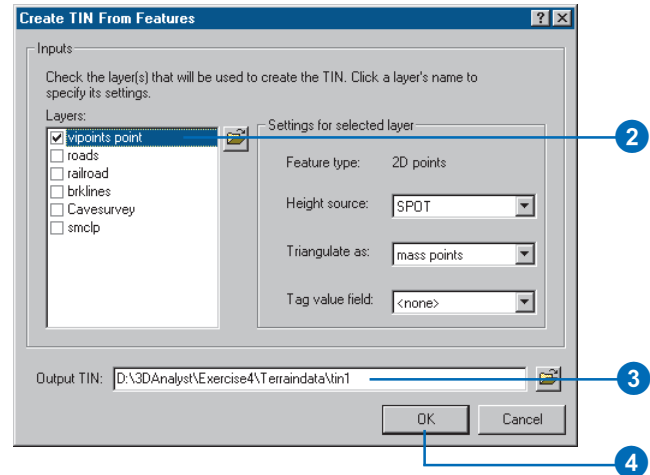 Create TIN From Features
Inputs
Check the layer(s) that will be used to create the TIN. Click a layer's name to
specify its settings.
Layers:
vipoints point
roads
railroad
brklines
Cavesurvey
smclp
Settings for selected layer
Feature type: 2D points
Height source: SPOT
Triangulate as: mass points
Tag value field: <none>
2
Output TIN: D:\3DAnalyst\Exercise4\Terraindata\tin1
3
OK Cancel
4